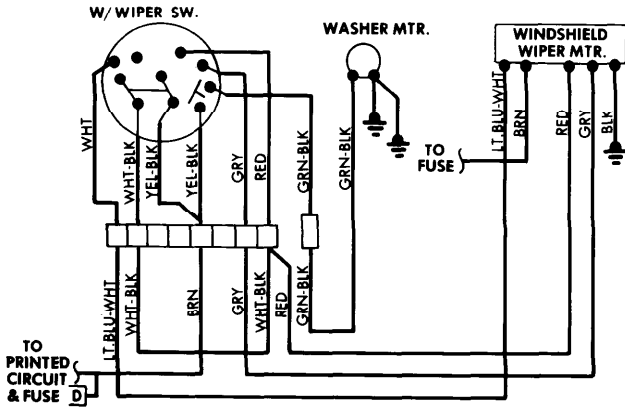 W/WIPER SW.
WASHER MTR.
WINDSHIELD
WIPER MTR.
WHT
WHT-BLK
YEL-BLK
YEL-BLK
GRY
RED
GRN-BLK
GRN-BLK
TO
FUSE
LT.BLU-WHT
BRN
RED
GRY
BLK
LT.BLU-WHT
WHT-BLK
BRN
GRY
WHT-BLK
RED
GRN-BLK
TO
PRINTED
CIRCUIT
& FUSE
D